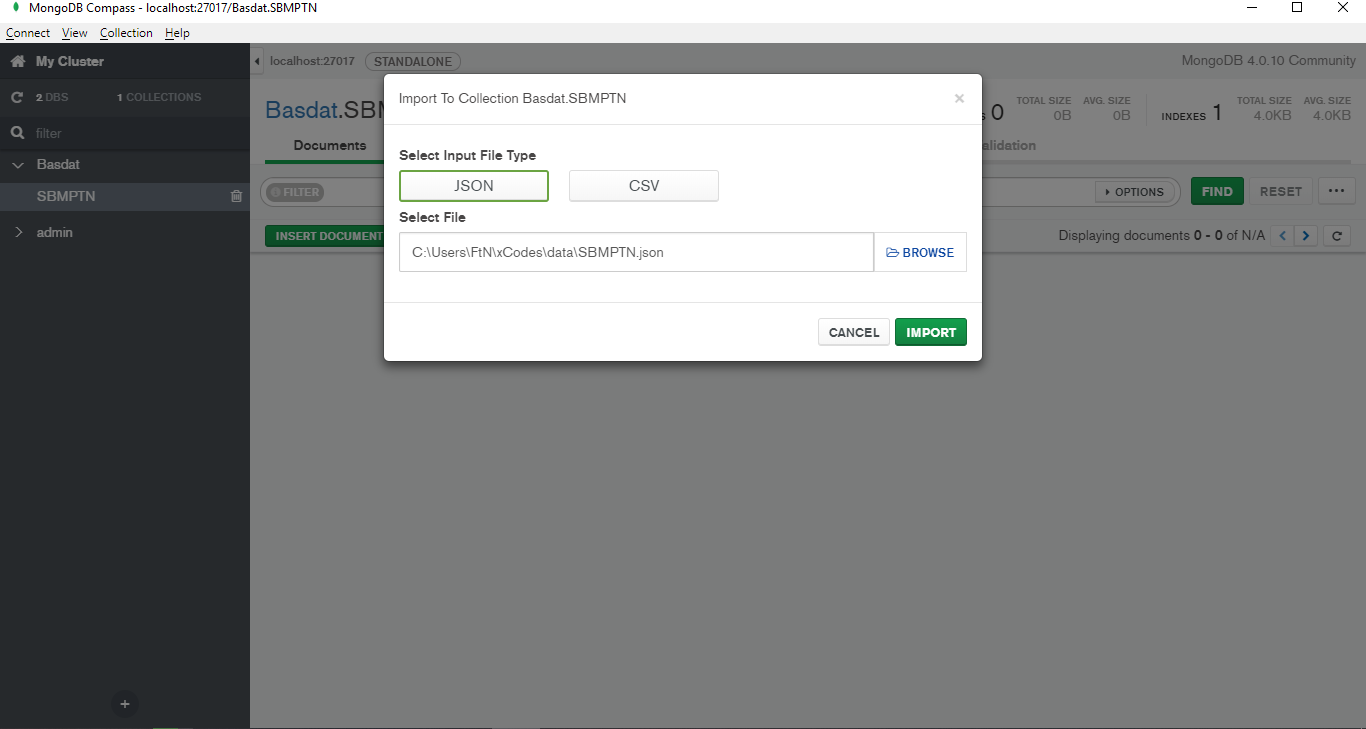 MongoDB Compass - localhost:27017/Basdat.SBMPTN
Connect View Collection Help
My Cluster
2 DBS 1 COLLECTIONS
filter
Basdat
SBMPTN
admin
localhost:27017 STANDALONE MongoDB 4.0.10 Community
Basdat.SBM
0 TOTAL SIZE 0B AVG. SIZE 0B INDEXES 1 TOTAL SIZE 4.0KB AVG. SIZE 4.0KB
Documents alidation
FILTER OPTIONS FIND RESET ...
INSERT DOCUMENT Displaying documents 0 - 0 of N/A
Import To Collection Basdat.SBMPTN ×
Select Input File Type
JSON CSV
Select File
C:\Users\FtN\xCodes\data\SBMPTN.json BROWSE
CANCEL IMPORT